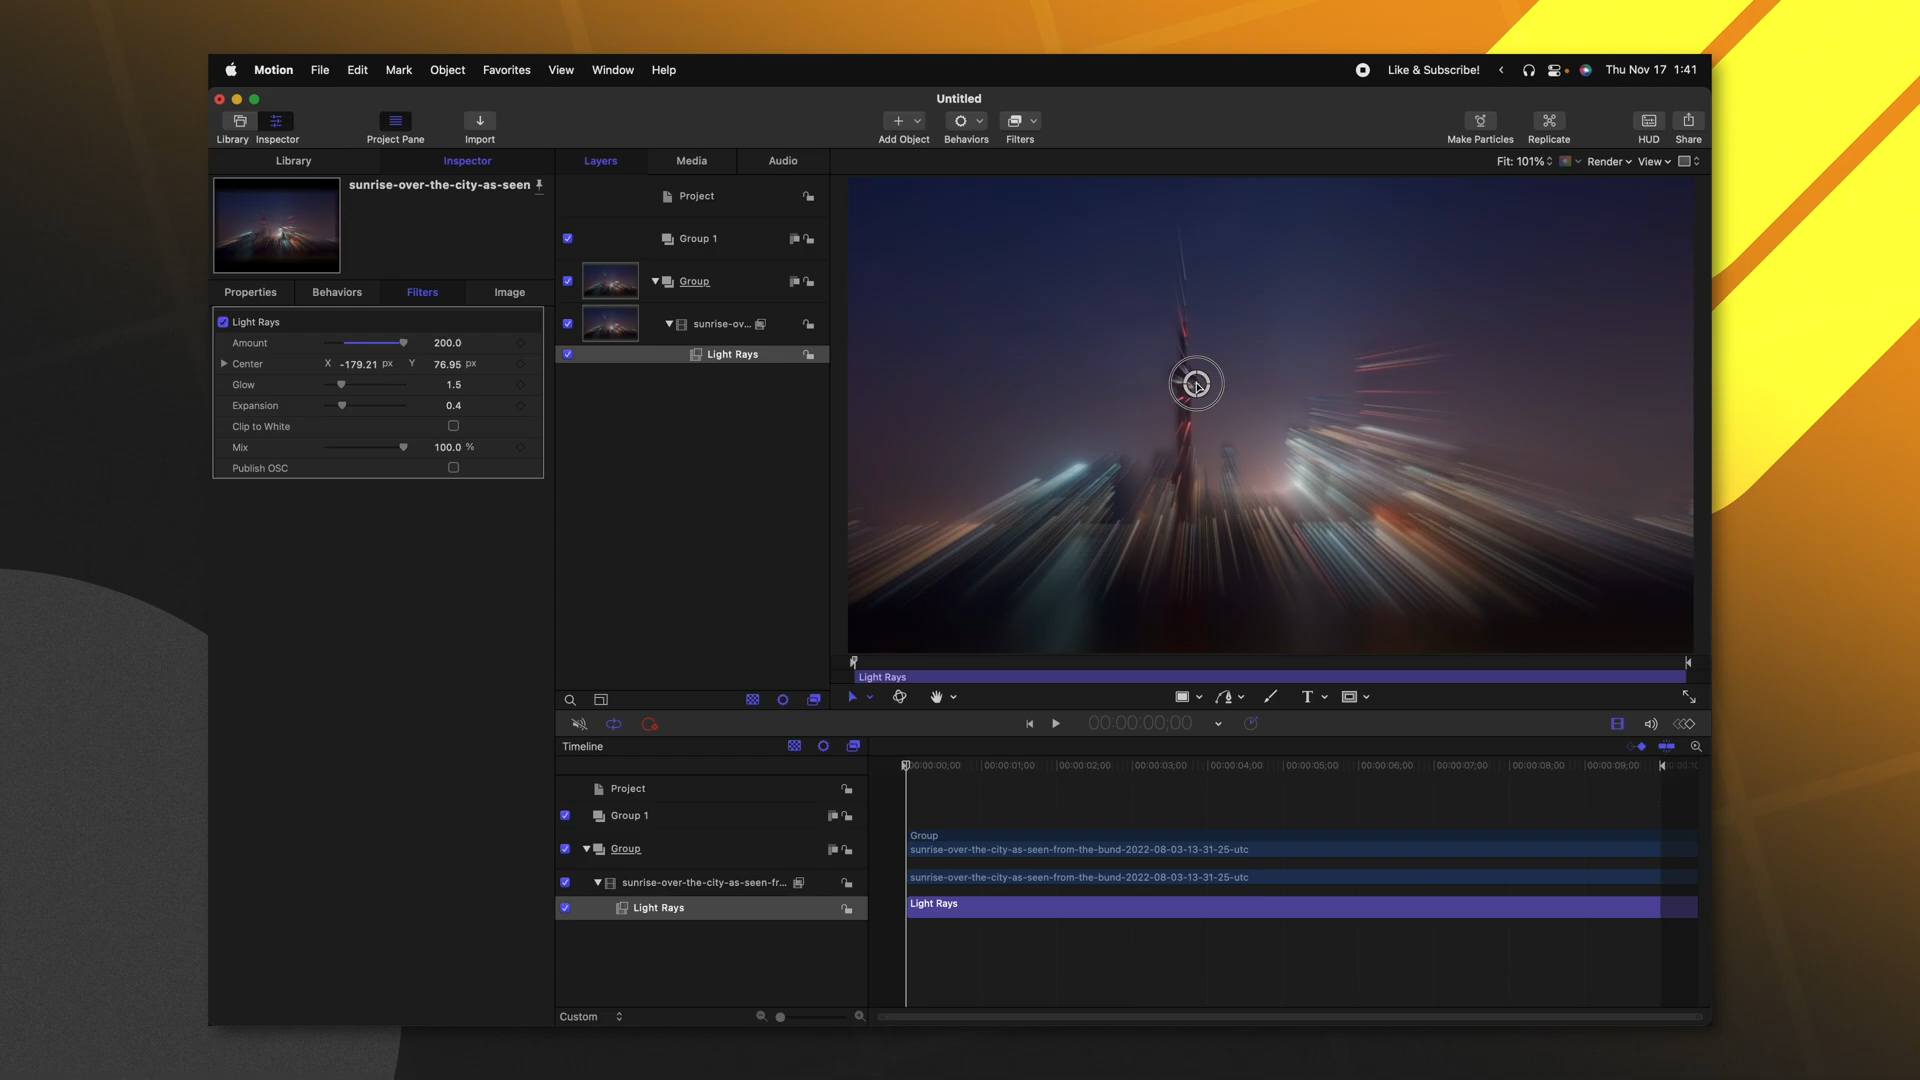 Motion File Edit Mark Object Favorites View Window Help
Like & Subscribe! Thu Nov 17 1:41
Untitled
Library Inspector Project Pane Import Add Object Behaviors Filters Make Particles Replicate HUD Share
Library Inspector Layers Media Audio
Fit: 101% Render View
sunrise-over-the-city-as-seen
Properties Behaviors Filters Image
Light Rays
Amount 200.0
Center X -179.21 px Y 76.95 px
Glow 1.5
Expansion 0.4
Clip to White
Mix 100.0 %
Publish OSC
Project
Group 1
Group
sunrise-ov...
Light Rays
Light Rays
T
00:00:00;00
Timeline
00:00:00;00 00:00:01;00 00:00:02;00 00:00:03;00 00:00:04;00 00:00:05;00 00:00:06;00 00:00:07;00 00:00:08;00 00:00:09;00
Project
Group 1
Group
sunrise-over-the-city-as-seen-fr...
Light Rays
Group
sunrise-over-the-city-as-seen-from-the-bund-2022-08-03-13-31-25-utc
sunrise-over-the-city-as-seen-from-the-bund-2022-08-03-13-31-25-utc
Light Rays
Custom